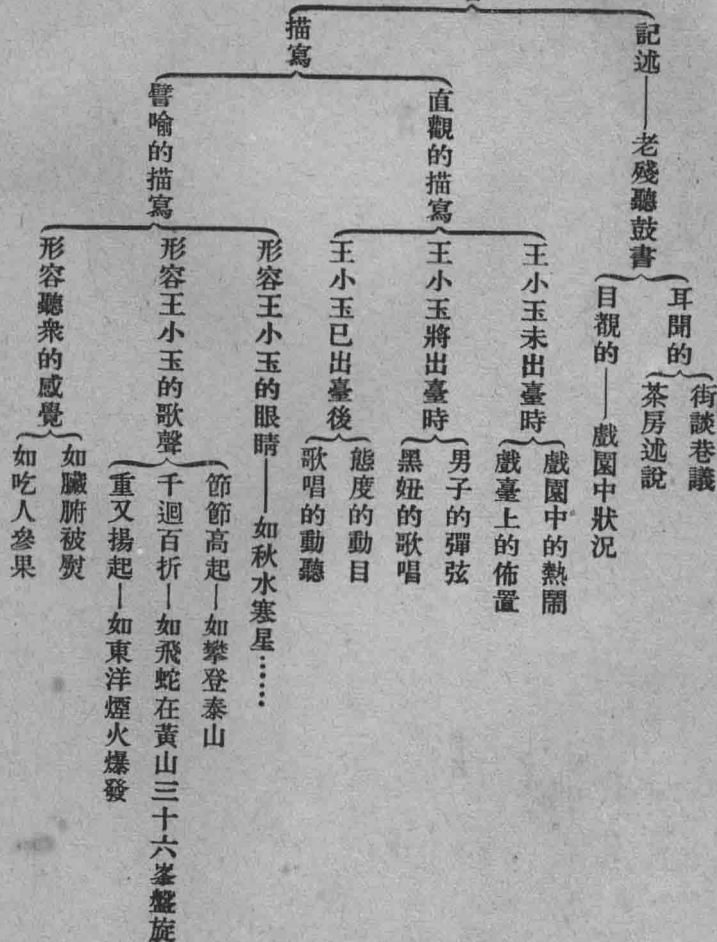 記述——老殘聽鼓書
耳聞的
街談巷議
茶房述說
目覩的——戲園中狀況
描寫
直觀的描寫
王小玉未出臺時
戲園中的熱鬧
戲臺上的佈置
王小玉將出臺時
男子的彈弦
黑妞的歌唱
王小玉已出臺後
態度的動目
歌唱的動聽
譬喻的描寫
形容王小玉的眼睛——如秋水寒星……
形容王小玉的歌聲
節節高起—如攀登泰山
千迴百折—如飛蛇在黃山三十六峯盤旋
重又揚起—如東洋煙火爆發
形容聽衆的感覺
如臟腑被熨
如吃人參果